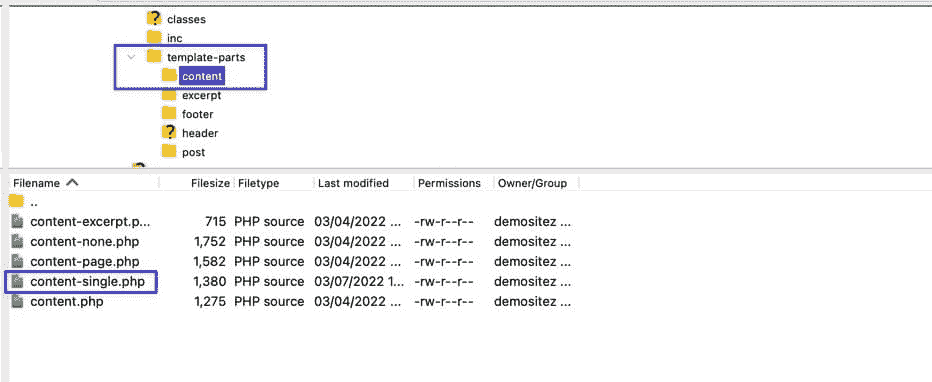 classes
inc
template-parts
content
excerpt
footer
header
post
Filename Filesize Filetype Last modified Permissions Owner/Group
..
content-excerpt.p... 715 PHP source 03/04/2022 ... -rw-r--r-- demositez ...
content-none.php 1,752 PHP source 03/04/2022 ... -rw-r--r-- demositez ...
content-page.php 1,582 PHP source 03/04/2022 ... -rw-r--r-- demositez ...
content-single.php 1,380 PHP source 03/07/2022 1... -rw-r--r-- demositez ...
content.php 1,275 PHP source 03/04/2022 ... -rw-r--r-- demositez ...